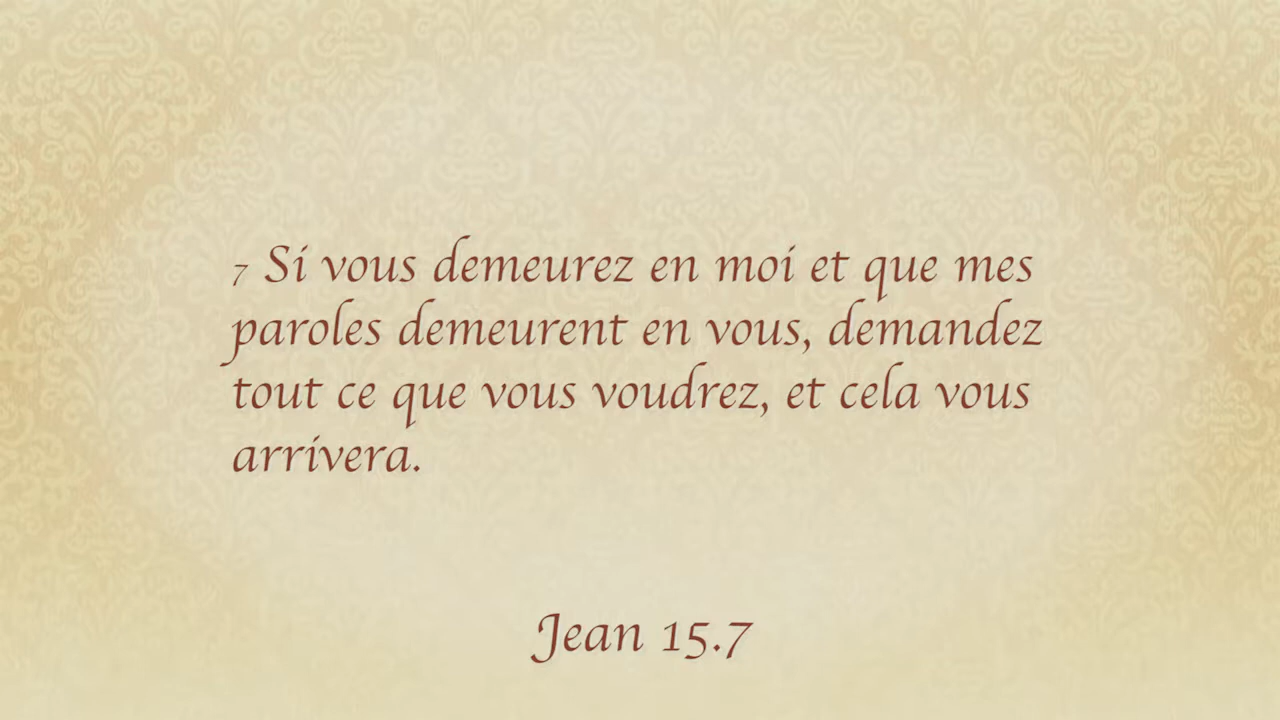 7 Si vous demeurez en moi et que mes
paroles demeurent en vous, demandez
tout ce que vous voudrez, et cela vous
arrivera.
Jean 15.7